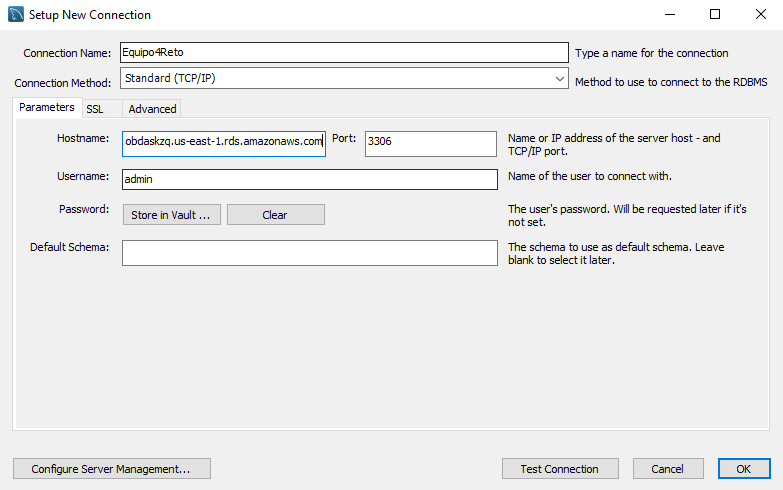 Setup New Connection
Connection Name: Equipo4Reto Type a name for the connection
Connection Method: Standard (TCP/IP) Method to use to connect to the RDBMS
Parameters SSL Advanced
Hostname: obdaskzq.us-east-1.rds.amazonaws.com Port: 3306 Name or IP address of the server host - and
TCP/IP port.
Username: admin Name of the user to connect with.
Password: Store in Vault ... Clear The user's password. Will be requested later if it's
not set.
Default Schema: The schema to use as default schema. Leave
blank to select it later.
Configure Server Management... Test Connection Cancel OK